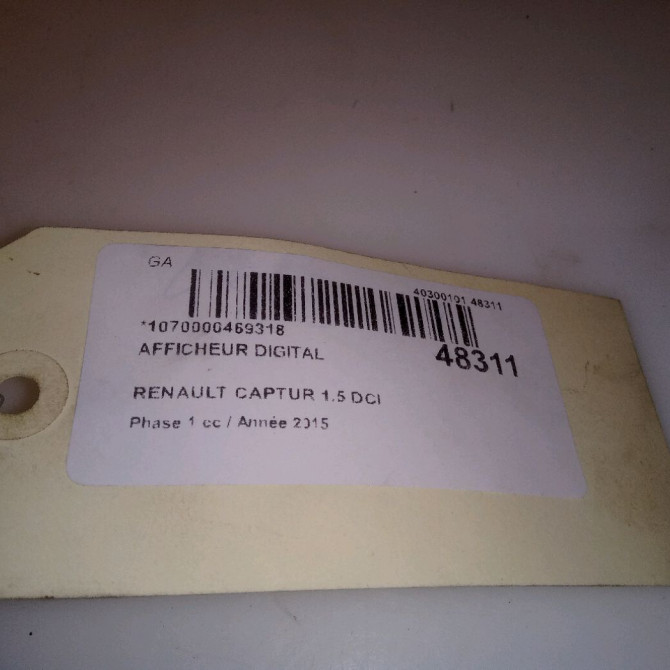 GA
40300101 48311
*1070000469318
AFFICHEUR DIGITAL
48311
RENAULT CAPTUR 1.5 DCI
Phase 1 cc / Année 2015